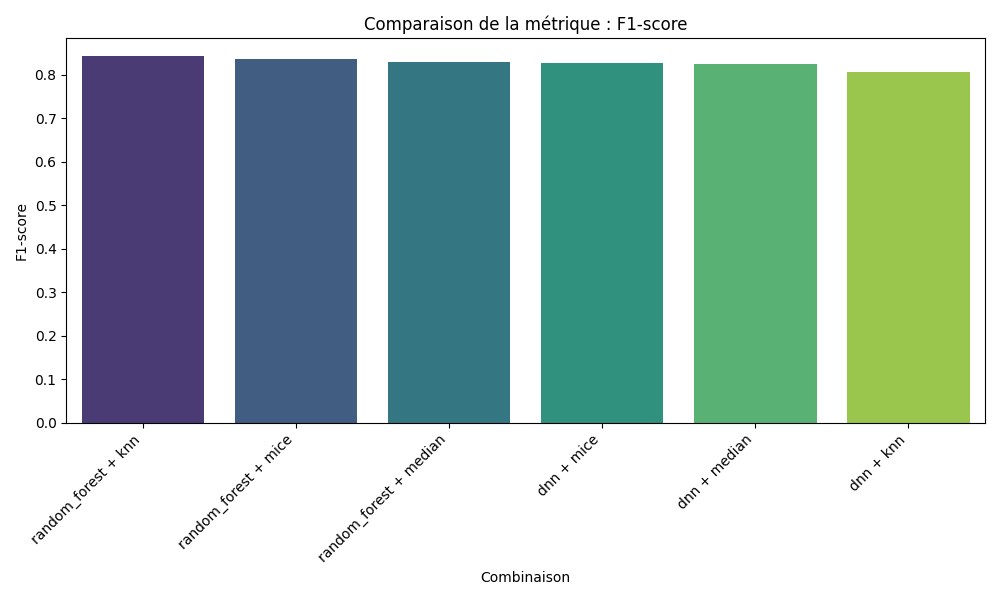 Comparaison de la métrique : F1-score
F1-score
0.8
0.7
0.6
0.5
0.4
0.3
0.2
0.1
0.0
random_forest + knn
random_forest + mice
random_forest + median
dnn + mice
dnn + median
dnn + knn
Combinaison